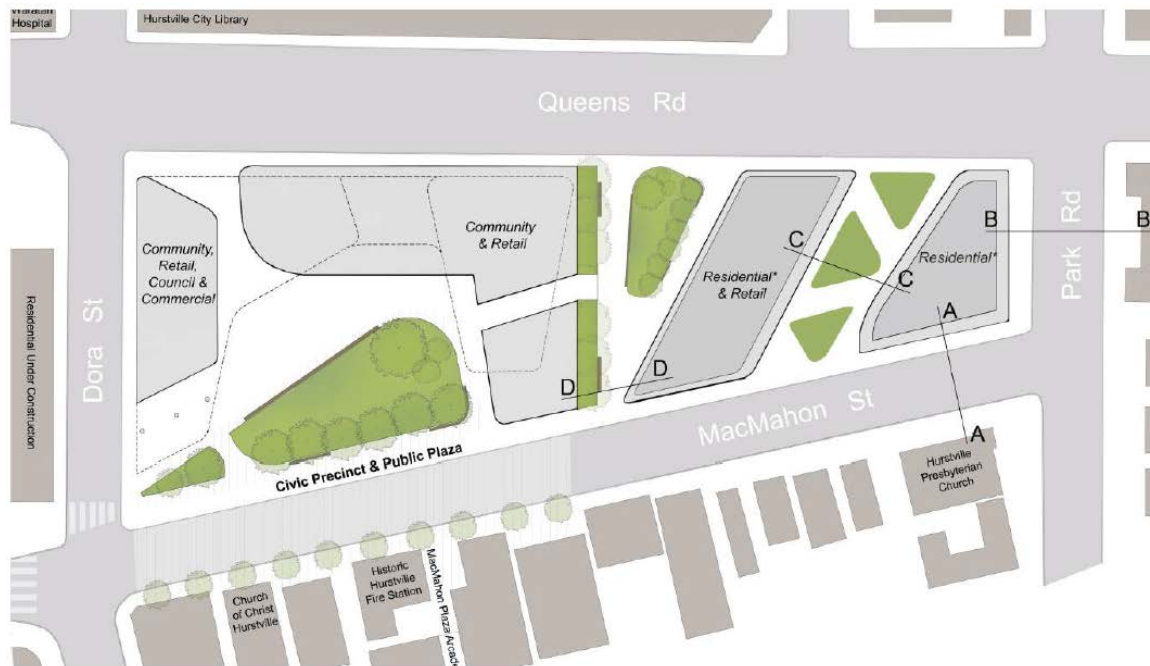 Waratah
Hospital
Hurstville City Library
Queens Rd
Dora St
Park Rd
MacMahon St
Community,
Retail,
Council &
Commercial
Community
& Retail
Residential*
& Retail
Residential*
B
B
C
C
A
A
D
D
Residential Under Construction
Civic Precinct & Public Plaza
Hurstville
Presbyterian
Church
Historic
Hurstville
Fire Station
MacMahon Plaza Arcade
Church
of Christ
Hurstville